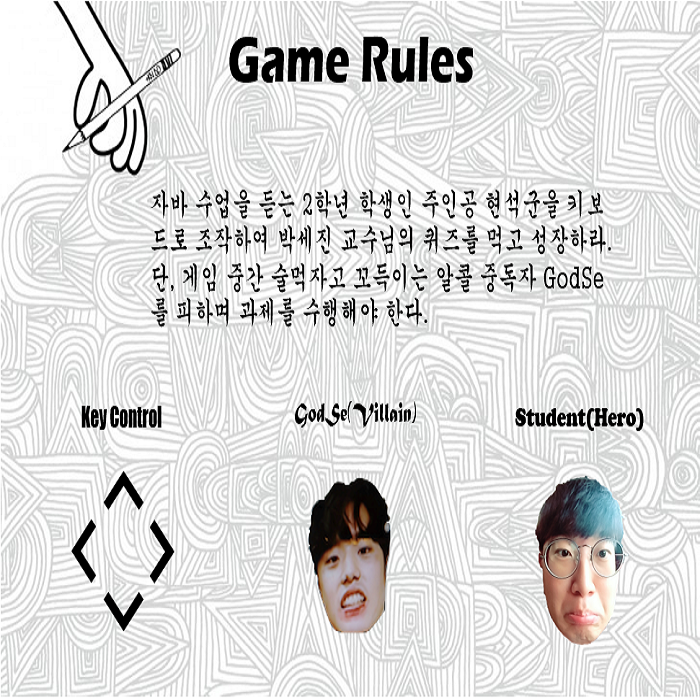 Game Rules
자바 수업을 듣는 2학년 학생인 주인공 현석군을 키보
드로 조작하여 박세진 교수님의 퀴즈를 먹고 성장하라.
단, 게임 중간 술먹자고 꼬득이는 알콜 중독자 GodSe
를 피하며 과제를 수행해야 한다.
Key Control
GodSe(Villain)
Student(Hero)